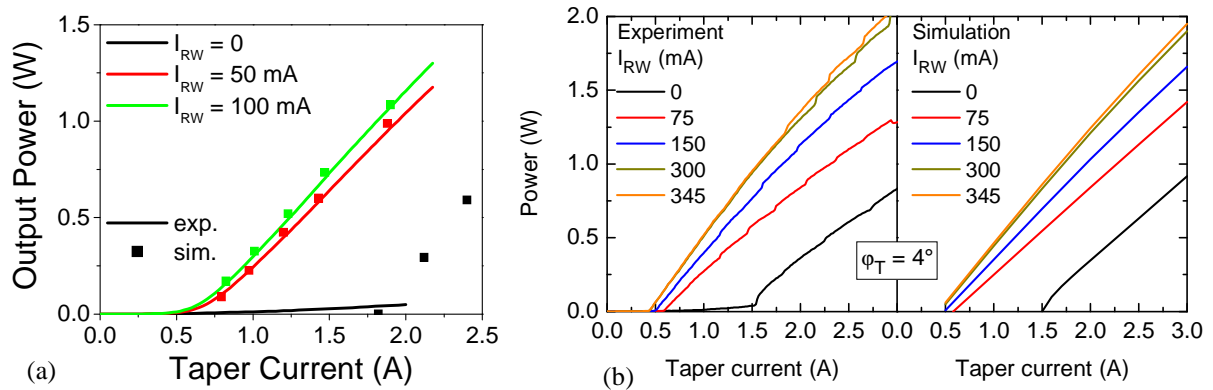 Output Power (W)
1.5
1.0
0.5
0.0
I_RW = 0
I_RW = 50 mA
I_RW = 100 mA
exp.
sim.
0.0 0.5 1.0 1.5 2.0 2.5
Taper Current (A)
(a)
Power (W)
2.0
1.5
1.0
0.5
0.0
Experiment
I_RW (mA)
0
75
150
300
345
Simulation
I_RW (mA)
0
75
150
300
345
φ_T = 4°
0.0 0.5 1.0 1.5 2.0 2.5 0.0 0.5 1.0 1.5 2.0 2.5 3.0
Taper current (A) Taper current (A)
(b)